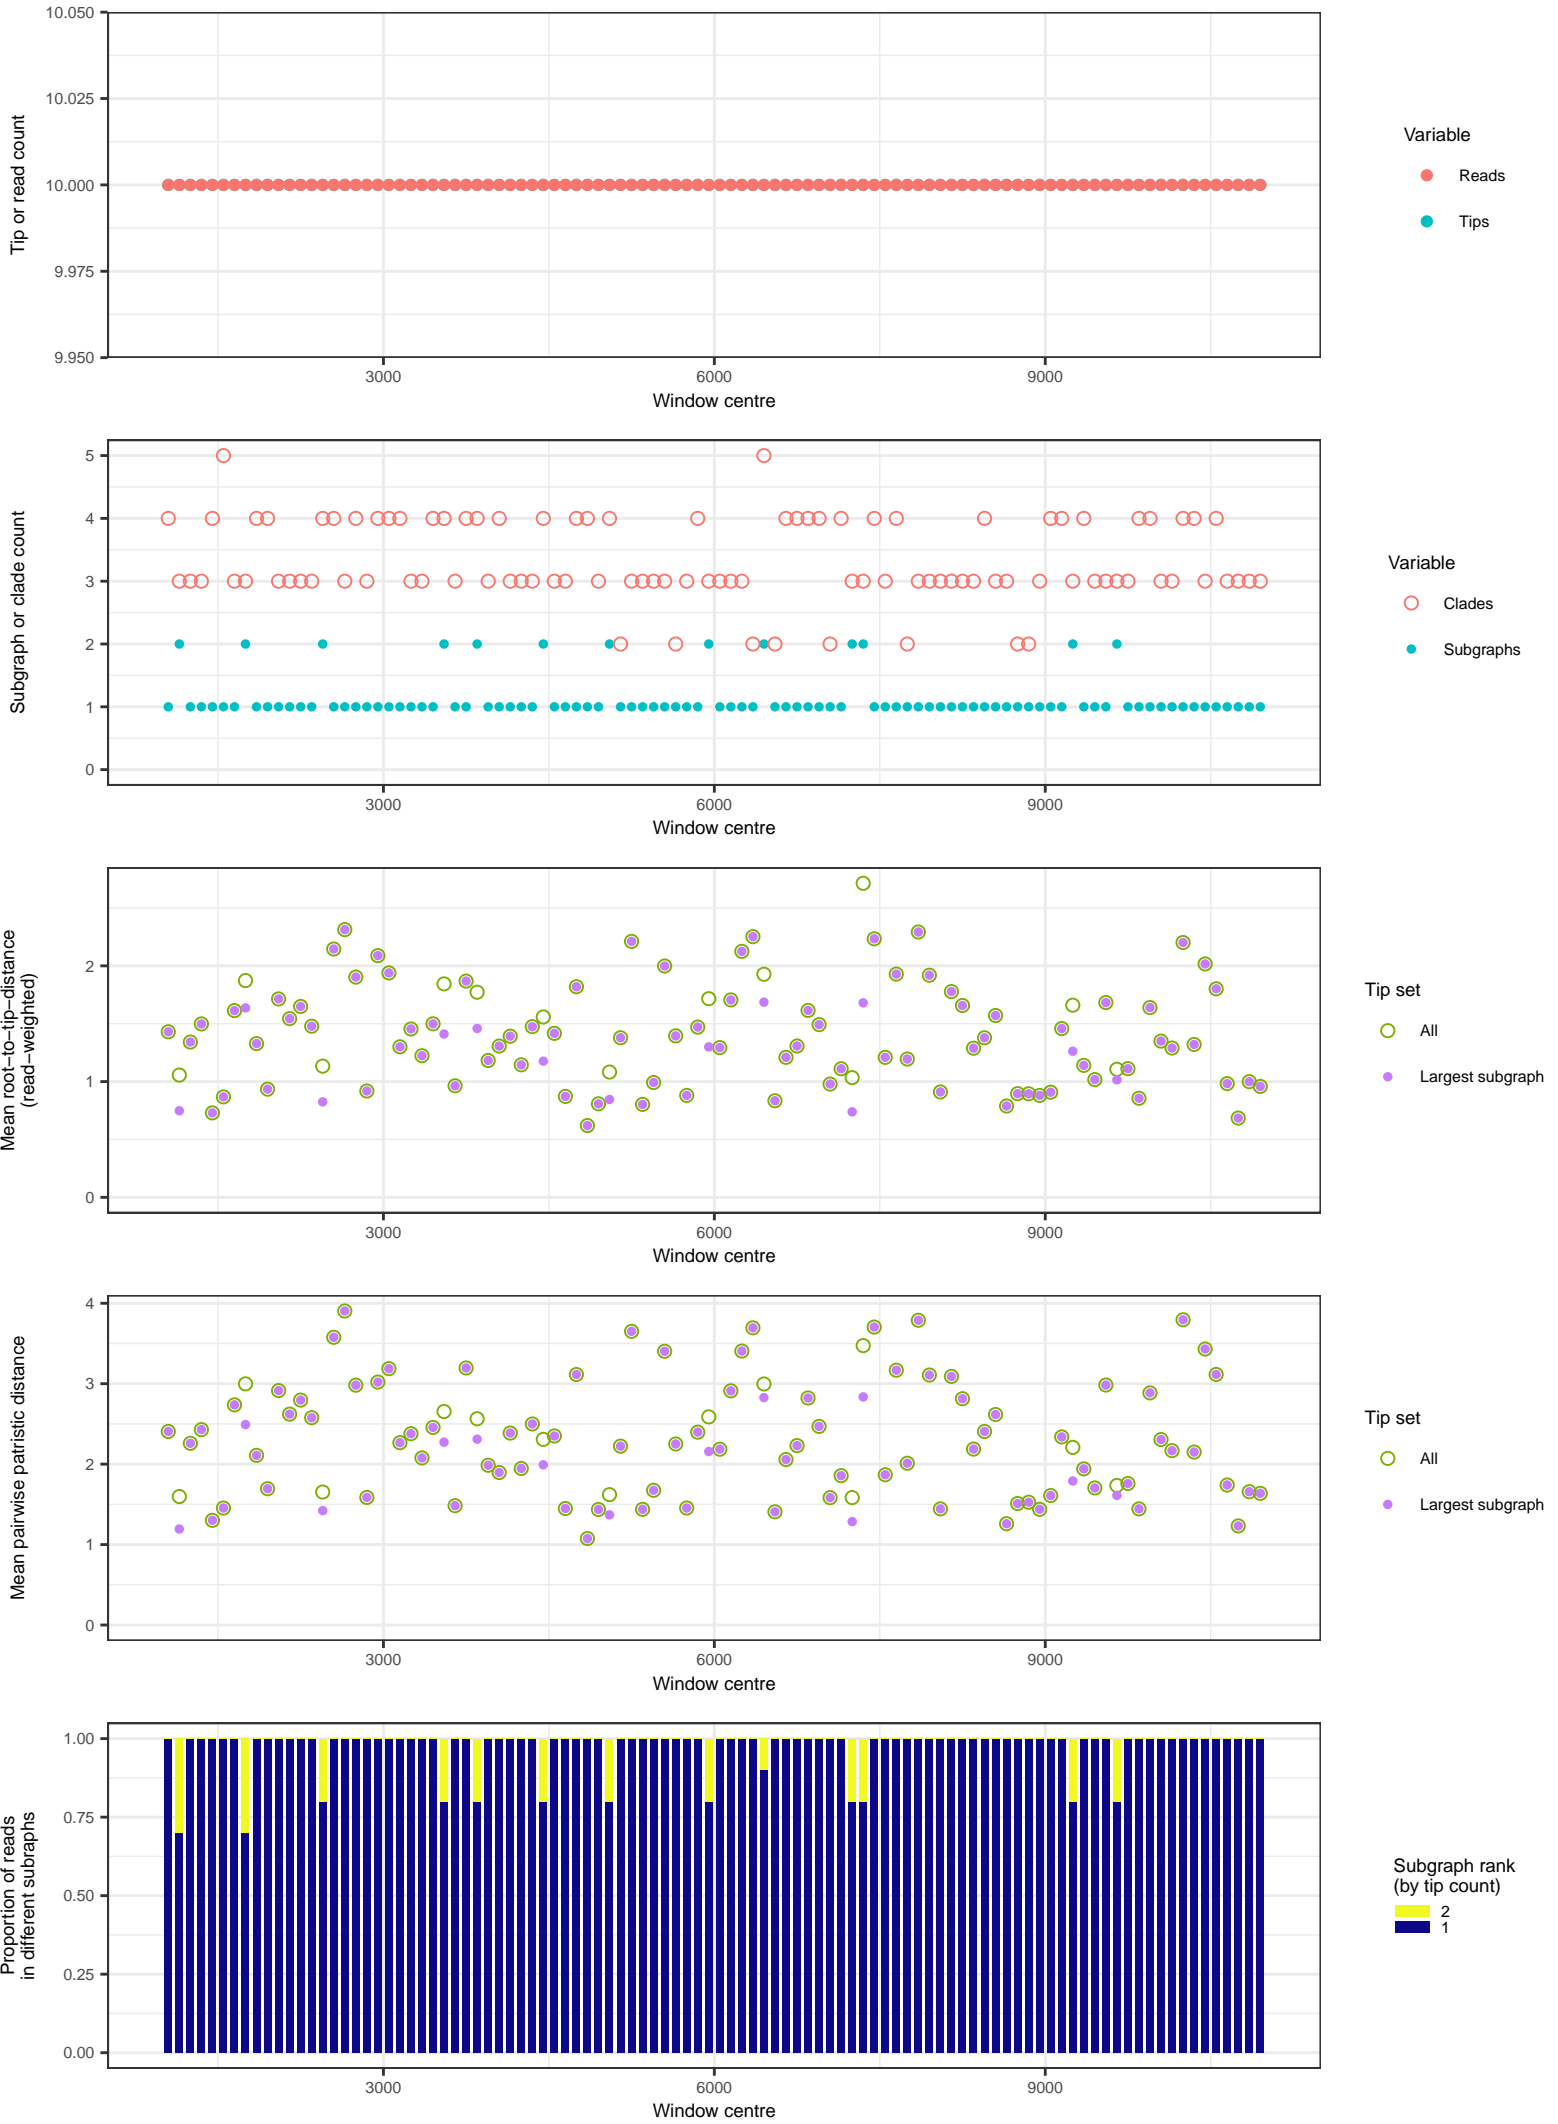 10.050
10.025
10.000
9.975
9.950
Tip or read count
3000
6000
9000
Window centre
Variable
Reads
Tips
5
4
3
2
1
0
Subgraph or clade count
3000
6000
9000
Window centre
Variable
Clades
Subgraphs
2
1
0
Mean root−to−tip−distance
(read−weighted)
3000
6000
9000
Window centre
Tip set
All
Largest subgraph
4
3
2
1
0
Mean pairwise patristic distance
3000
6000
9000
Window centre
Tip set
All
Largest subgraph
1.00
0.75
0.50
0.25
0.00
Proportion of reads
in different subraphs
3000
6000
9000
Window centre
Subgraph rank
(by tip count)
2
1